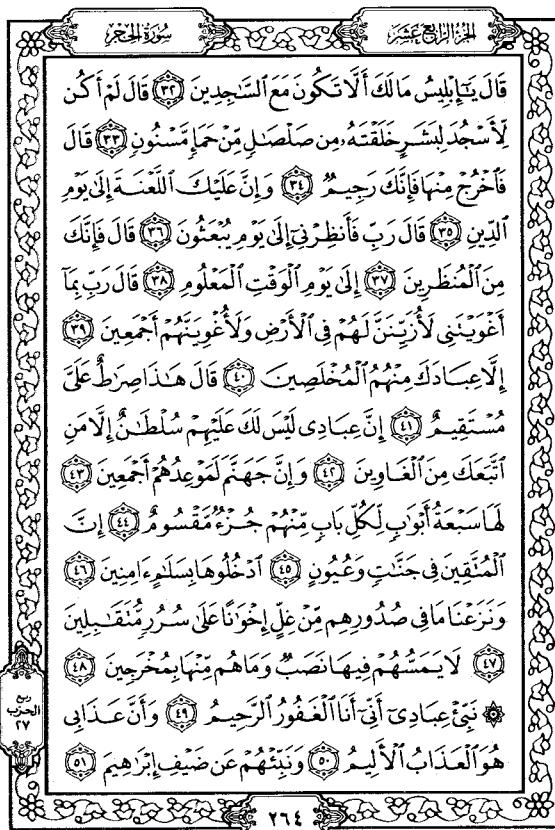 الجزء الرابع عشر
سورة الحجر
قَالَ يَٰٓإِبْلِيسُ مَا لَكَ أَلَّا تَكُونَ مَعَ ٱلسَّٰجِدِينَ ٣٢ قَالَ لَمْ أَكُن
لِّأَسْجُدَ لِبَشَرٍ خَلَقْتَهُۥ مِن صَلْصَٰلٍ مِّنْ حَمَإٍ مَّسْنُونٍ ٣٣ قَالَ
فَٱخْرُجْ مِنْهَا فَإِنَّكَ رَجِيمٌ ٣٤ وَإِنَّ عَلَيْكَ ٱللَّعْنَةَ إِلَىٰ يَوْمِ
ٱلدِّينِ ٣٥ قَالَ رَبِّ فَأَنظِرْنِىٓ إِلَىٰ يَوْمِ يُبْعَثُونَ ٣٦ قَالَ فَإِنَّكَ
مِنَ ٱلْمُنظَرِينَ ٣٧ إِلَىٰ يَوْمِ ٱلْوَقْتِ ٱلْمَعْلُومِ ٣٨ قَالَ رَبِّ بِمَآ
أَغْوَيْتَنِى لَأُزَيِّنَنَّ لَهُمْ فِى ٱلْأَرْضِ وَلَأُغْوِيَنَّهُمْ أَجْمَعِينَ ٣٩
إِلَّا عِبَادَكَ مِنْهُمُ ٱلْمُخْلَصِينَ ٤٠ قَالَ هَٰذَا صِرَٰطٌ عَلَىَّ
مُسْتَقِيمٌ ٤١ إِنَّ عِبَادِى لَيْسَ لَكَ عَلَيْهِمْ سُلْطَٰنٌ إِلَّا مَنِ
ٱتَّبَعَكَ مِنَ ٱلْغَاوِينَ ٤٢ وَإِنَّ جَهَنَّمَ لَمَوْعِدُهُمْ أَجْمَعِينَ ٤٣
لَهَا سَبْعَةُ أَبْوَٰبٍ لِّكُلِّ بَابٍ مِّنْهُمْ جُزْءٌ مَّقْسُومٌ ٤٤ إِنَّ
ٱلْمُتَّقِينَ فِى جَنَّٰتٍ وَعُيُونٍ ٤٥ ٱدْخُلُوهَا بِسَلَٰمٍ ءَامِنِينَ ٤٦
وَنَزَعْنَا مَا فِى صُدُورِهِم مِّنْ غِلٍّ إِخْوَٰنًا عَلَىٰ سُرُرٍ مُّتَقَٰبِلِينَ
٤٧ لَا يَمَسُّهُمْ فِيهَا نَصَبٌ وَمَا هُم مِّنْهَا بِمُخْرَجِينَ ٤٨
۞ نَبِّئْ عِبَادِىٓ أَنِّىٓ أَنَا ٱلْغَفُورُ ٱلرَّحِيمُ ٤٩ وَأَنَّ عَذَابِى
هُوَ ٱلْعَذَابُ ٱلْأَلِيمُ ٥٠ وَنَبِّئْهُمْ عَن ضَيْفِ إِبْرَٰهِيمَ ٥١
ربع
الحزب
٢٧
٢٦٤